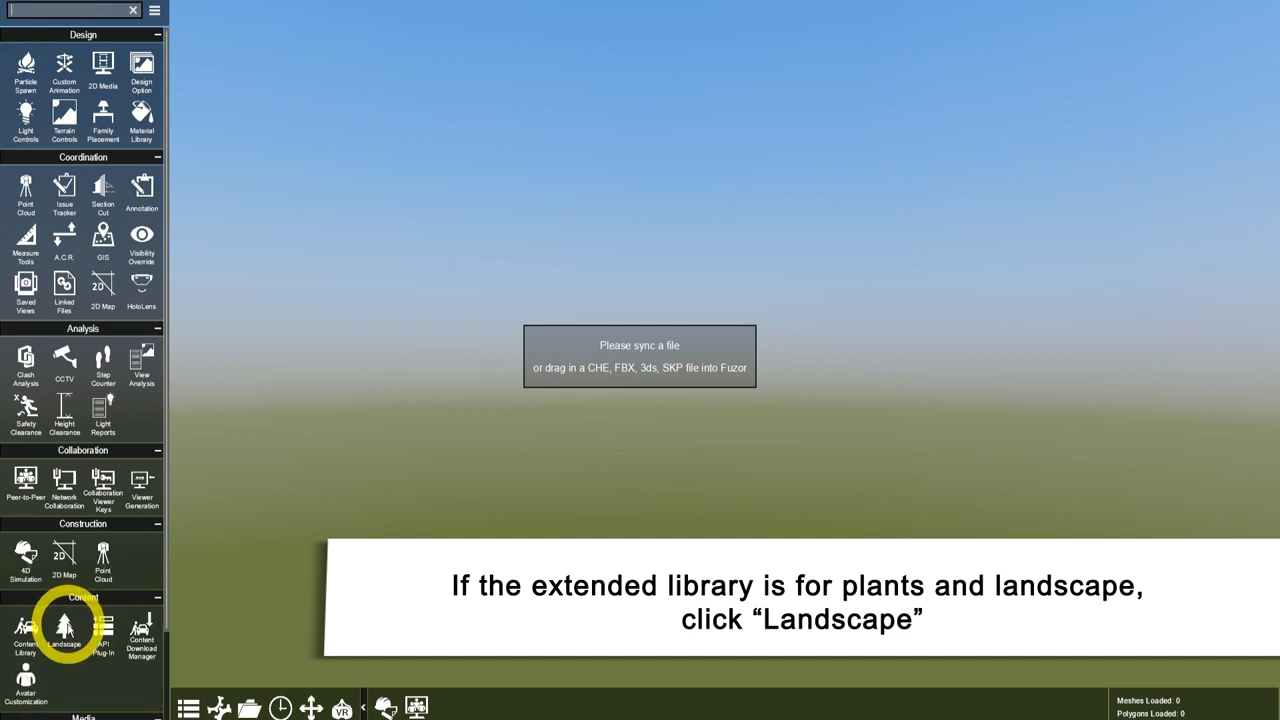 Design
Particle Spawn
Custom Animation
2D Media
Design Option
Light Controls
Terrain Controls
Family Placement
Material Library
Coordination
Point Cloud
Issue Tracker
Section Cut
Annotation
Measure Tools
A.C.R.
GIS
Visibility Override
Saved Views
Linked Files
2D
2D Map
HoloLens
Analysis
Clash Analysis
CCTV
Step Counter
View Analysis
Safety Clearance
Height Clearance
Light Reports
Collaboration
Peer-to-Peer
Network Collaboration
Collaboration Viewer Keys
Viewer Generation
Construction
4D Simulation
2D
2D Map
Point Cloud
Content
Content Library
Landscape
API Plug-In
Content Download Manager
Avatar Customization
Media
Please sync a file
or drag in a CHE, FBX, 3ds, SKP file into Fuzor
If the extended library is for plants and landscape,
click “Landscape”
VR
Meshes Loaded: 0
Polygons Loaded: 0